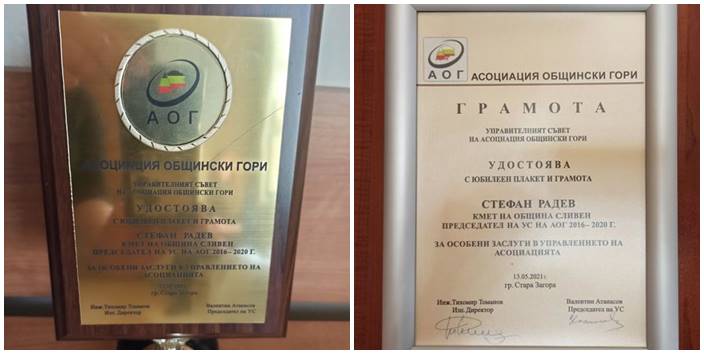 АОГ
АСОЦИАЦИЯ ОБЩИНСКИ ГОРИ
УПРАВИТЕЛНИЯТ СЪВЕТ
НА АСОЦИАЦИЯ ОБЩИНСКИ ГОРИ
УДОСТОЯВА
С ЮБИЛЕЕН ПЛАКЕТ И ГРАМОТА
СТЕФАН РАДЕВ
КМЕТ НА ОБЩИНА СЛИВЕН
ПРЕДСЕДАТЕЛ НА УС НА АОГ 2016–2020 Г.
ЗА ОСОБЕНИ ЗАСЛУГИ В УПРАВЛЕНИЕТО НА
АСОЦИАЦИЯТА
гр. Стара Загора
Инж.Тихомир Томанов
Изп. Директор
Валентин Атанасов
Председател на УС
АОГ
АСОЦИАЦИЯ ОБЩИНСКИ ГОРИ
ГРАМОТА
УПРАВИТЕЛНИЯТ СЪВЕТ
НА АСОЦИАЦИЯ ОБЩИНСКИ ГОРИ
УДОСТОЯВА
С ЮБИЛЕЕН ПЛАКЕТ И ГРАМОТА
СТЕФАН РАДЕВ
КМЕТ НА ОБЩИНА СЛИВЕН
ПРЕДСЕДАТЕЛ НА УС НА АОГ 2016–2020 Г.
ЗА ОСОБЕНИ ЗАСЛУГИ В УПРАВЛЕНИЕТО НА
АСОЦИАЦИЯТА
13.05.2021г.
гр. Стара Загора
Инж.Тихомир Томанов
Изп. Директор
Валентин Атанасов
Председател на УС